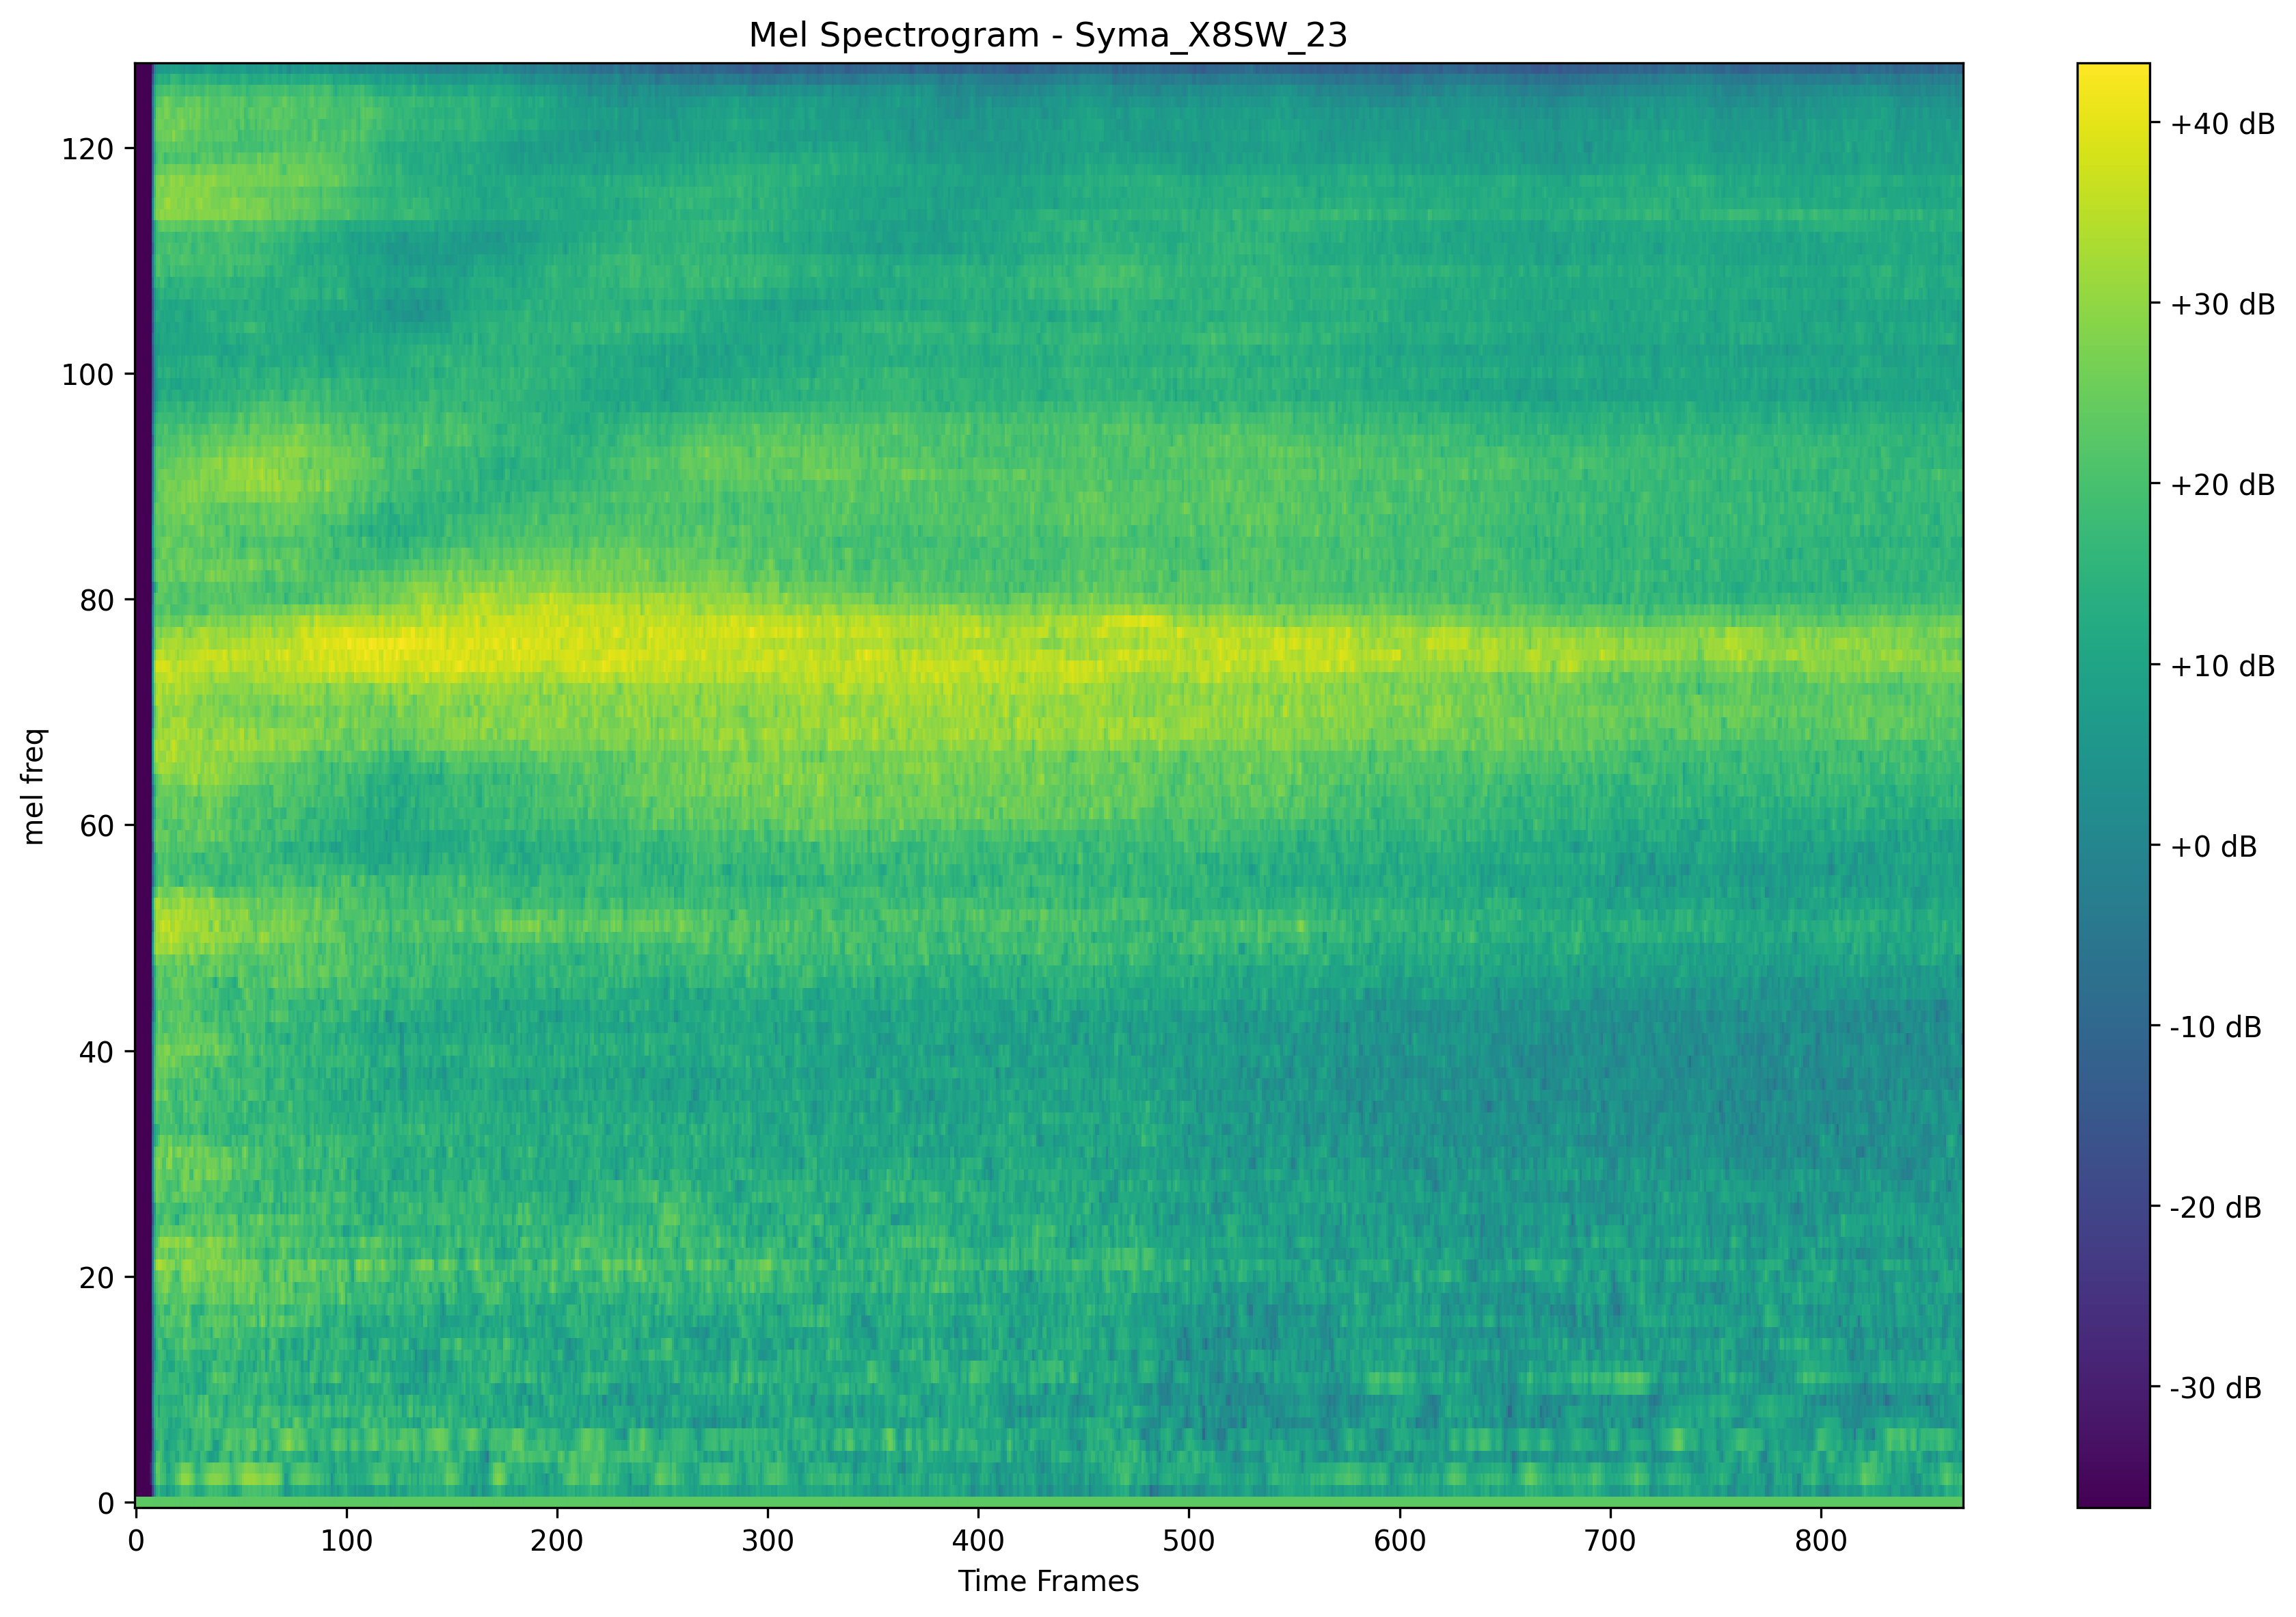 Mel Spectrogram - Syma_X8SW_23
mel freq
120
100
80
60
40
20
0
0 100 200 300 400 500 600 700 800
Time Frames
+40 dB
+30 dB
+20 dB
+10 dB
+0 dB
-10 dB
-20 dB
-30 dB